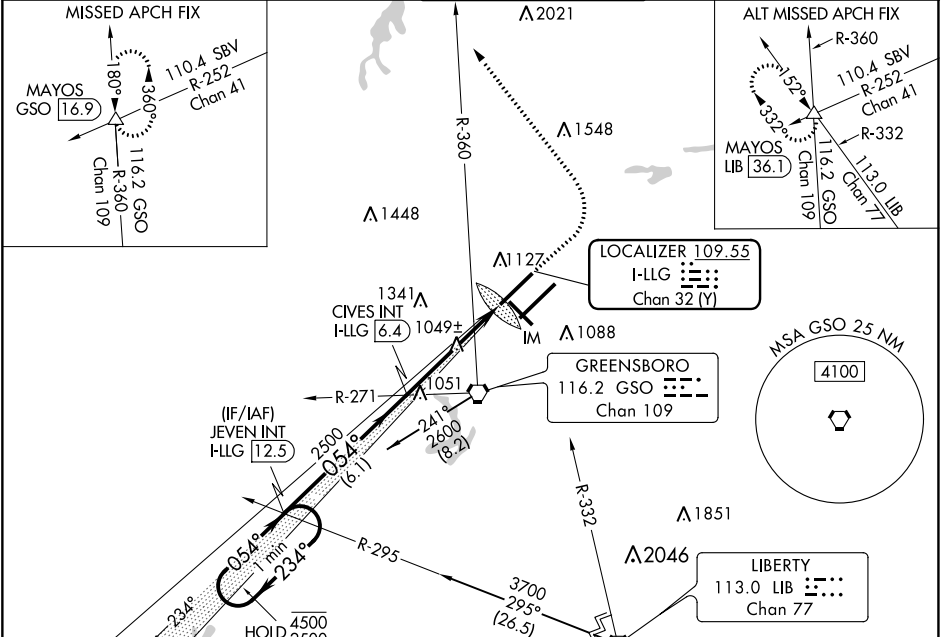 MISSED APCH FIX
MAYOS
GSO 16.9
180°
360°
110.4 SBV
R-252
Chan 41
116.2 GSO
R-360
Chan 109
2021
R-360
1548
1448
1127
1341
CIVES INT
I-LLG 6.4
1049±
IM
1088
1051
R-271
LOCALIZER 109.55
I-LLG
Chan 32 (Y)
GREENSBORO
116.2 GSO
Chan 109
241°
2600
(8.2)
(IF/IAF)
JEVEN INT
I-LLG 12.5
2500
054°
(6.1)
054°
1 min
234°
234°
HOLD 4500
R-295
3700
295°
(26.5)
R-332
1851
2046
LIBERTY
113.0 LIB
Chan 77
ALT MISSED APCH FIX
R-360
152°
332°
110.4 SBV
R-252
Chan 41
R-332
MAYOS
LIB 36.1
116.2 GSO
Chan 109
113.0 LIB
Chan 77
MSA GSO 25 NM
4100